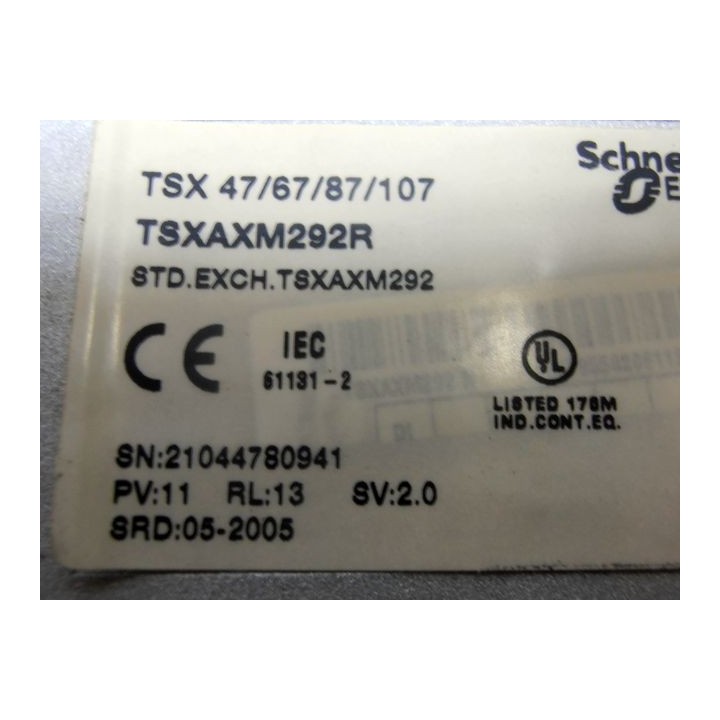 TSX 47/67/87/107
Schne
TSXAXM292R
STD.EXCH.TSXAXM292
CE
IEC
61131-2
UL
LISTED 176M
IND.CONT.EQ.
SN:21044780941
PV:11 RL:13 SV:2.0
SRD:05-2005